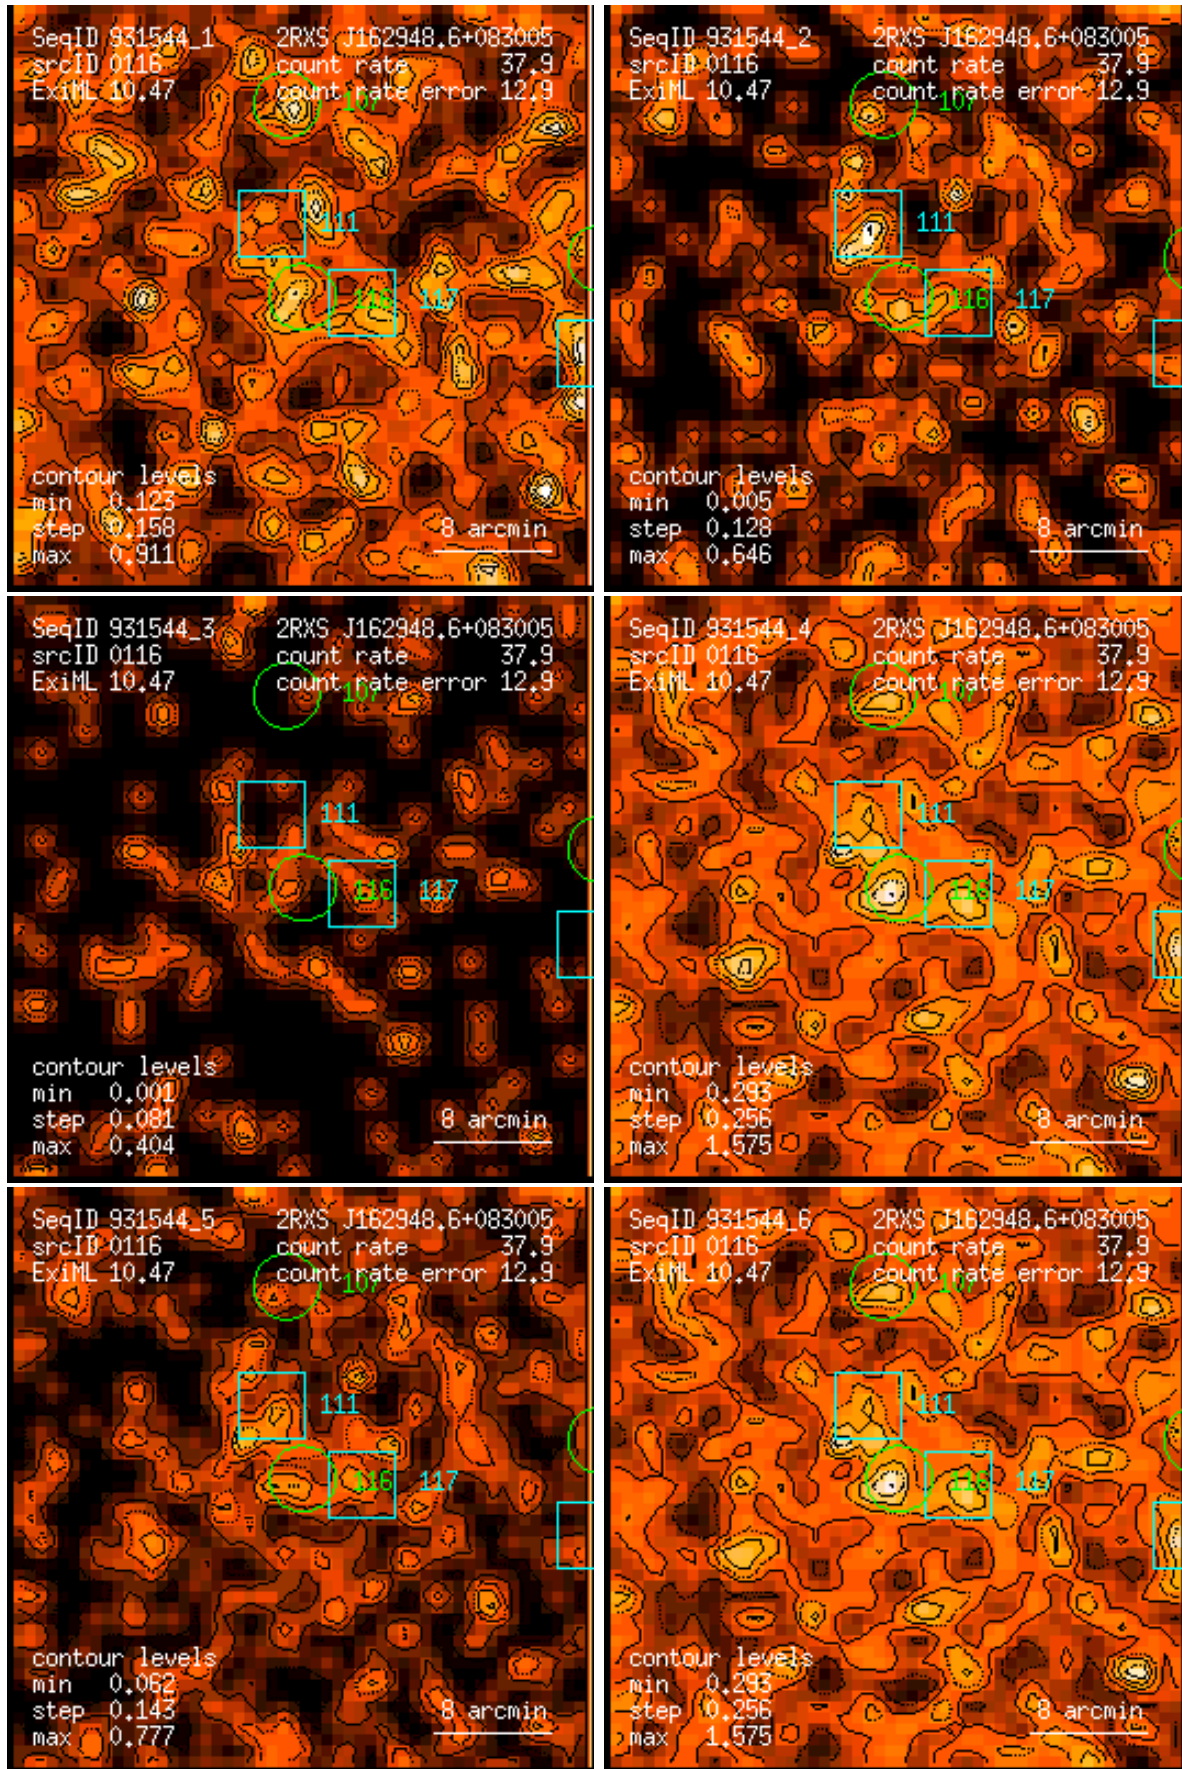 SeqID 931544_1 2RXS J162948.6+083005
srcID 0116 count rate 37.9
ExiML 10.47 count rate error 12.9
107
111
116 117
contour levels
min 0.123
step 0.158 8 arcmin
max 0.911
SeqID 931544_2 2RXS J162948.6+083005
srcID 0116 count rate 37.9
ExiML 10.47 count rate error 12.9
107
111
116 117
contour levels
min 0.005
step 0.128 8 arcmin
max 0.646
SeqID 931544_3 2RXS J162948.6+083005
srcID 0116 count rate 37.9
ExiML 10.47 count rate error 12.9
107
111
116 117
contour levels
min 0.001
step 0.081 8 arcmin
max 0.404
SeqID 931544_4 2RXS J162948.6+083005
srcID 0116 count rate 37.9
ExiML 10.47 count rate error 12.9
107
111
116 117
contour levels
min 0.293
step 0.256 8 arcmin
max 1.575
SeqID 931544_5 2RXS J162948.6+083005
srcID 0116 count rate 37.9
ExiML 10.47 count rate error 12.9
107
111
116 117
contour levels
min 0.062
step 0.143 8 arcmin
max 0.777
SeqID 931544_6 2RXS J162948.6+083005
srcID 0116 count rate 37.9
ExiML 10.47 count rate error 12.9
107
111
116 117
contour levels
min 0.293
step 0.256 8 arcmin
max 1.575